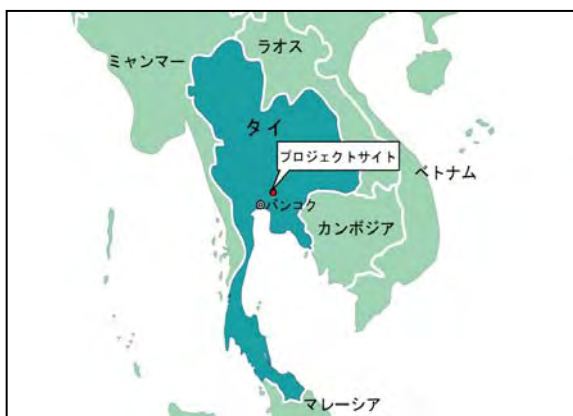 ラオス
ミャンマー
タイ
プロジェクトサイト
ベトナム
バンコク
カンボジア
マレーシア